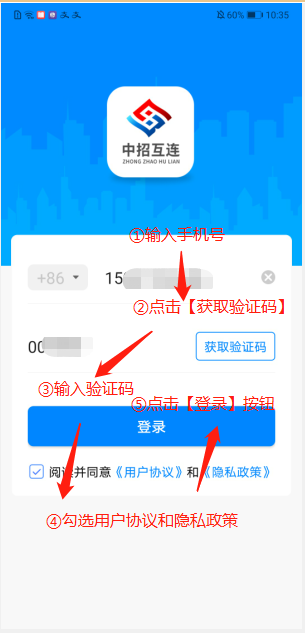 60% 10:35
中招互连
ZHONG ZHAO HU LIAN
①输入手机号
+86 15
②点击【获取验证码】
00 获取验证码
③输入验证码
⑤点击【登录】按钮
登录
阅读并同意《用户协议》和《隐私政策》
④勾选用户协议和隐私政策